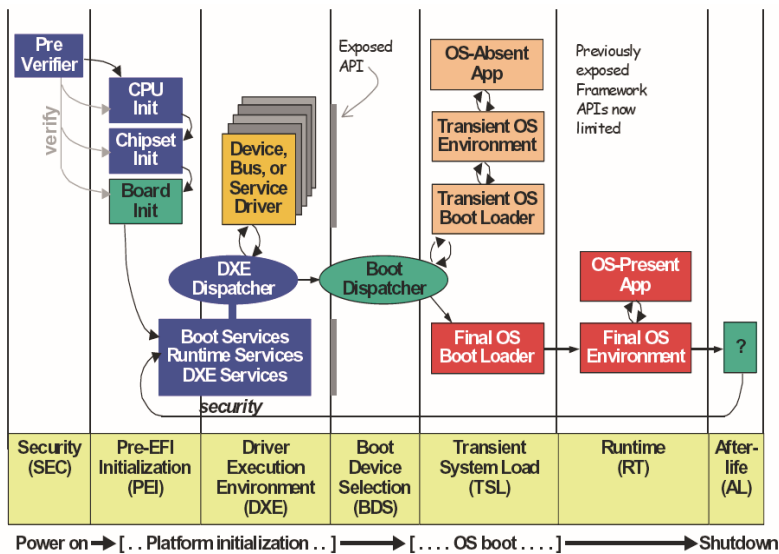 Pre
Verifier
verify
CPU
Init
Chipset
Init
Board
Init
Device,
Bus, or
Service
Driver
DXE
Dispatcher
Boot Services
Runtime Services
DXE Services
security
Exposed
API
Boot
Dispatcher
OS-Absent
App
Transient OS
Environment
Transient OS
Boot Loader
Final OS
Boot Loader
Previously
exposed
Framework
APIs now
limited
OS-Present
App
Final OS
Environment
?
Security
(SEC)
Pre-EFI
Initialization
(PEI)
Driver
Execution
Environment
(DXE)
Boot
Device
Selection
(BDS)
Transient
System Load
(TSL)
Runtime
(RT)
After-
life
(AL)
Power on [ . . Platform initialization . . ] [ . . . . OS boot . . . . ] Shutdown